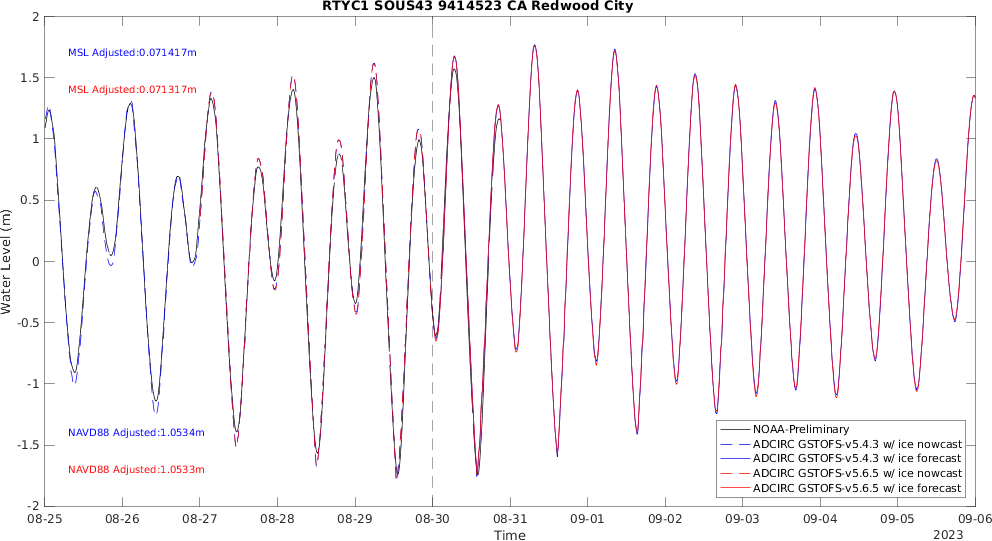 RTYC1 SOUS43 9414523 CA Redwood City
2
1.5
1
0.5
0
-0.5
-1
-1.5
-2
Water Level (m)
MSL Adjusted:0.071417m
MSL Adjusted:0.071317m
NAVD88 Adjusted:1.0534m
NAVD88 Adjusted:1.0533m
NOAA-Preliminary
ADCIRC GSTOFS-v5.4.3 w/ ice nowcast
ADCIRC GSTOFS-v5.4.3 w/ ice forecast
ADCIRC GSTOFS-v5.6.5 w/ ice nowcast
ADCIRC GSTOFS-v5.6.5 w/ ice forecast
08-25 08-26 08-27 08-28 08-29 08-30 08-31 09-01 09-02 09-03 09-04 09-05 09-06
Time
2023